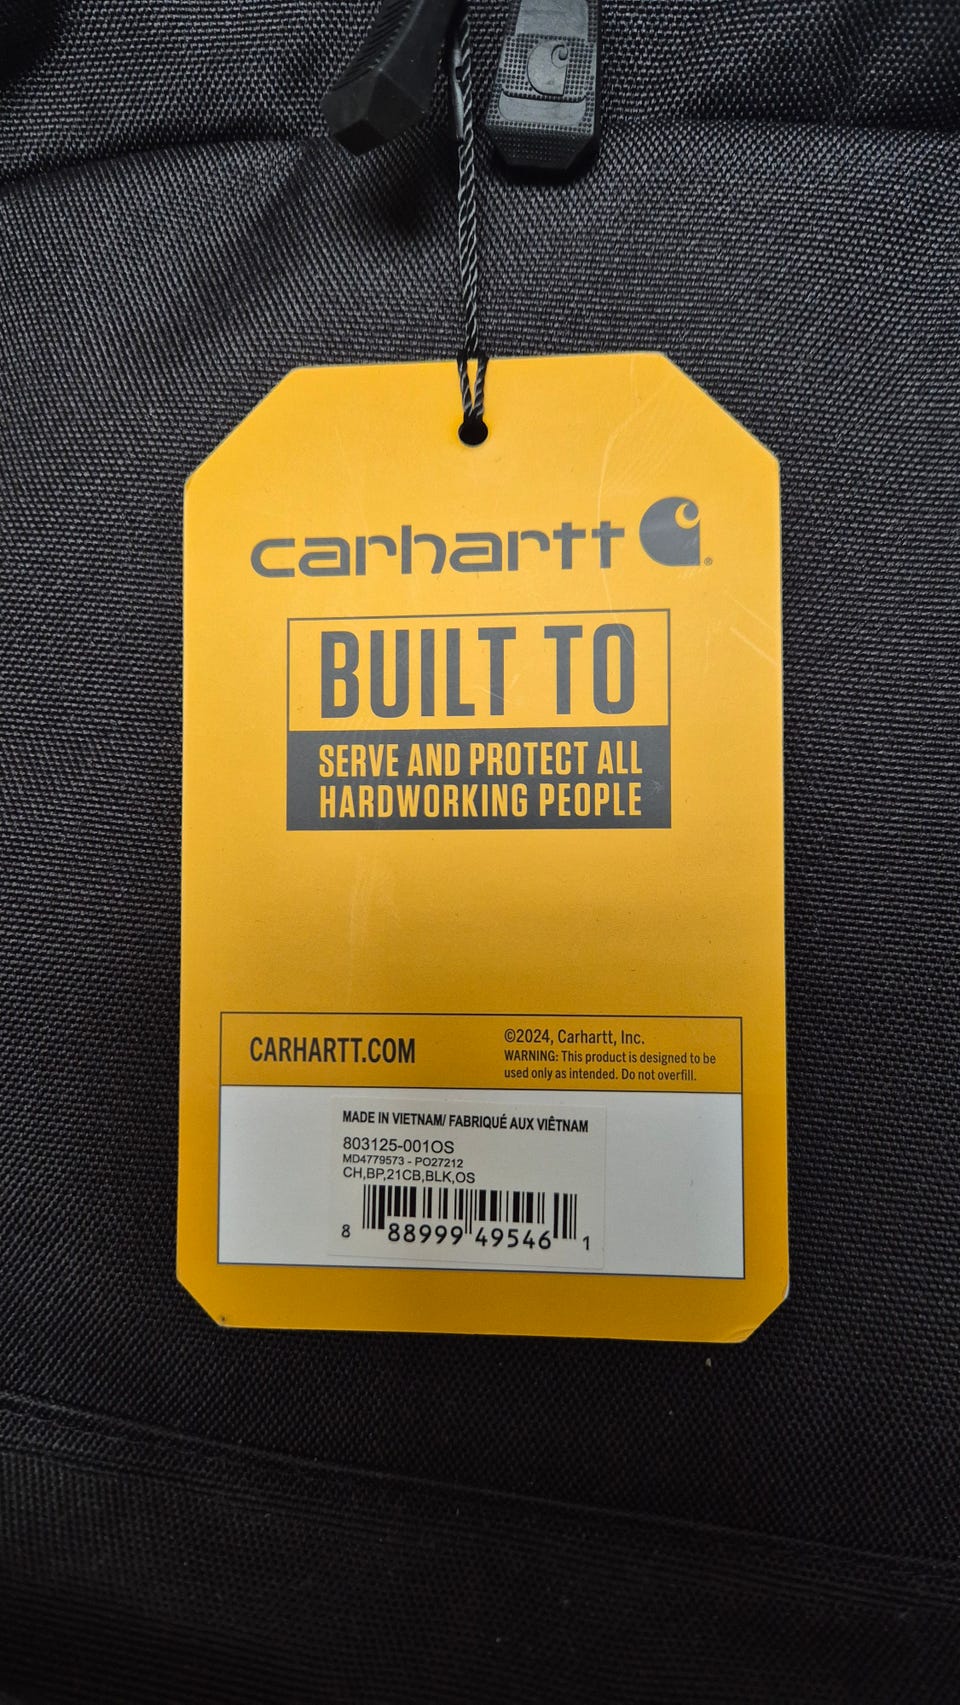 carhartt
BUILT TO
SERVE AND PROTECT ALL
HARDWORKING PEOPLE
CARHARTT.COM
©2024, Carhartt, Inc.
WARNING: This product is designed to be
used only as intended. Do not overfill.
MADE IN VIETNAM/ FABRIQUÉ AUX VIÊTNAM
803125-001OS
MD4779573 - PO27212
CH,BP,21CB,BLK,OS
8 88999 49546 1